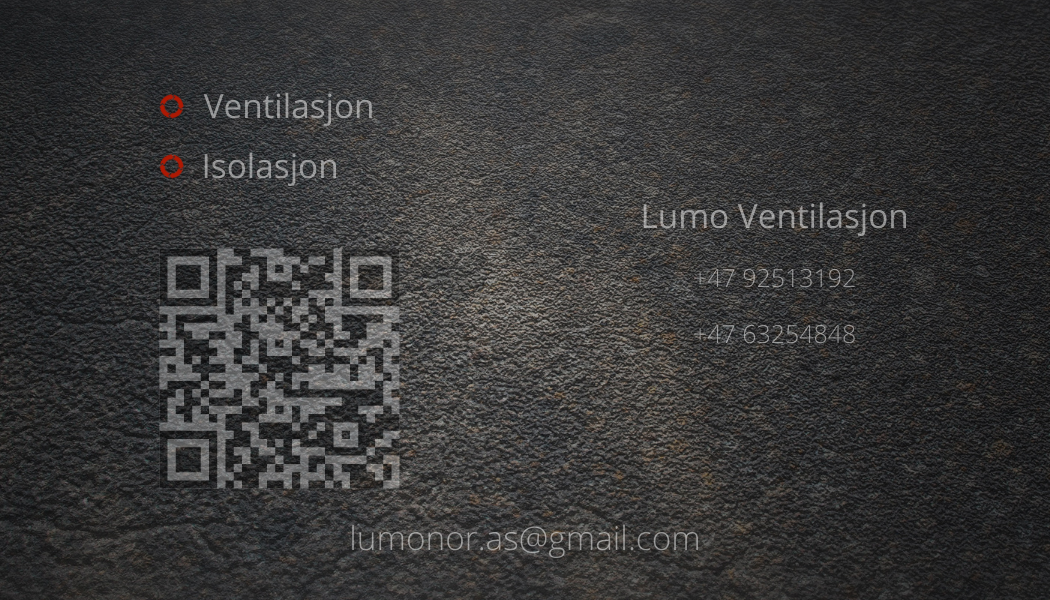 Ventilasjon
Isolasjon
Lumo Ventilasjon
+47 92513192
+47 63254848
lumonor.as@gmail.com